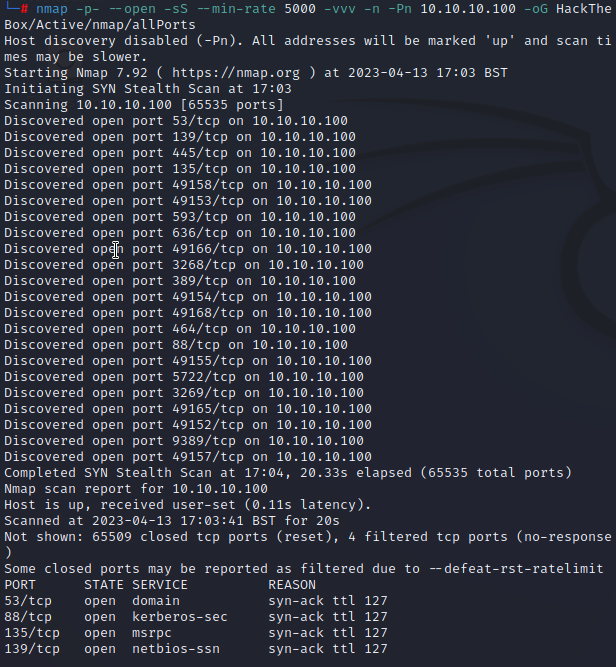 └─# nmap -p- --open -sS --min-rate 5000 -vvv -n -Pn 10.10.10.100 -oG HackThe
Box/Active/nmap/allPorts
Host discovery disabled (-Pn). All addresses will be marked 'up' and scan ti
mes may be slower.
Starting Nmap 7.92 ( https://nmap.org ) at 2023-04-13 17:03 BST
Initiating SYN Stealth Scan at 17:03
Scanning 10.10.10.100 [65535 ports]
Discovered open port 53/tcp on 10.10.10.100
Discovered open port 139/tcp on 10.10.10.100
Discovered open port 445/tcp on 10.10.10.100
Discovered open port 135/tcp on 10.10.10.100
Discovered open port 49158/tcp on 10.10.10.100
Discovered open port 49153/tcp on 10.10.10.100
Discovered open port 593/tcp on 10.10.10.100
Discovered open port 636/tcp on 10.10.10.100
Discovered open port 49166/tcp on 10.10.10.100
Discovered open port 3268/tcp on 10.10.10.100
Discovered open port 389/tcp on 10.10.10.100
Discovered open port 49154/tcp on 10.10.10.100
Discovered open port 49168/tcp on 10.10.10.100
Discovered open port 464/tcp on 10.10.10.100
Discovered open port 88/tcp on 10.10.10.100
Discovered open port 49155/tcp on 10.10.10.100
Discovered open port 5722/tcp on 10.10.10.100
Discovered open port 3269/tcp on 10.10.10.100
Discovered open port 49165/tcp on 10.10.10.100
Discovered open port 49152/tcp on 10.10.10.100
Discovered open port 9389/tcp on 10.10.10.100
Discovered open port 49157/tcp on 10.10.10.100
Completed SYN Stealth Scan at 17:04, 20.33s elapsed (65535 total ports)
Nmap scan report for 10.10.10.100
Host is up, received user-set (0.11s latency).
Scanned at 2023-04-13 17:03:41 BST for 20s
Not shown: 65509 closed tcp ports (reset), 4 filtered tcp ports (no-response
)
Some closed ports may be reported as filtered due to --defeat-rst-ratelimit
PORT STATE SERVICE REASON
53/tcp open domain syn-ack ttl 127
88/tcp open kerberos-sec syn-ack ttl 127
135/tcp open msrpc syn-ack ttl 127
139/tcp open netbios-ssn syn-ack ttl 127